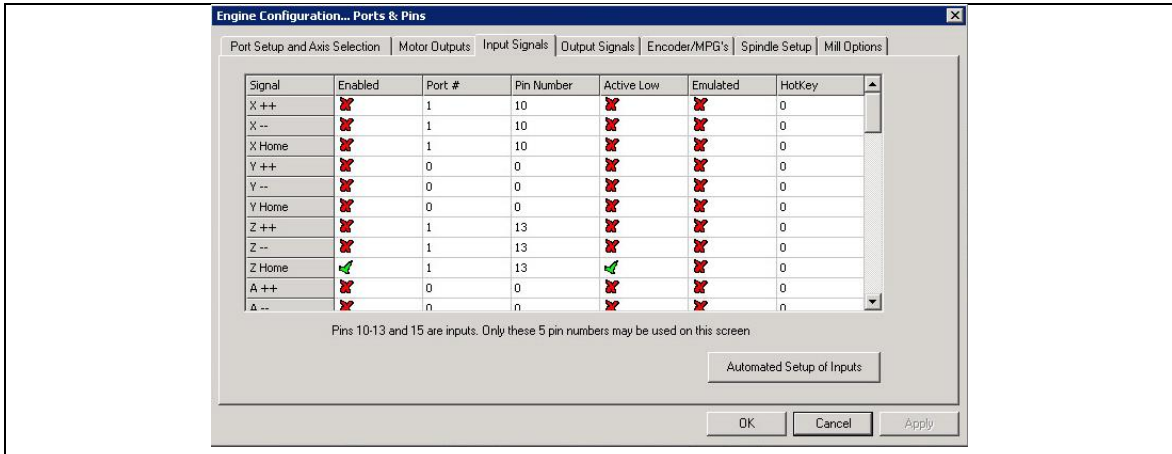 Engine Configuration... Ports & Pins
Port Setup and Axis Selection Motor Outputs Input Signals Output Signals Encoder/MPG's Spindle Setup Mill Options
Signal Enabled Port # Pin Number Active Low Emulated HotKey
X ++ 1 10 0
X -- 1 10 0
X Home 1 10 0
Y ++ 0 0 0
Y -- 0 0 0
Y Home 0 0 0
Z ++ 1 13 0
Z -- 1 13 0
Z Home 1 13 0
A ++ 0 0 0
A -- 0 0 0
Pins 10-13 and 15 are inputs. Only these 5 pin numbers may be used on this screen
Automated Setup of Inputs
OK Cancel Apply